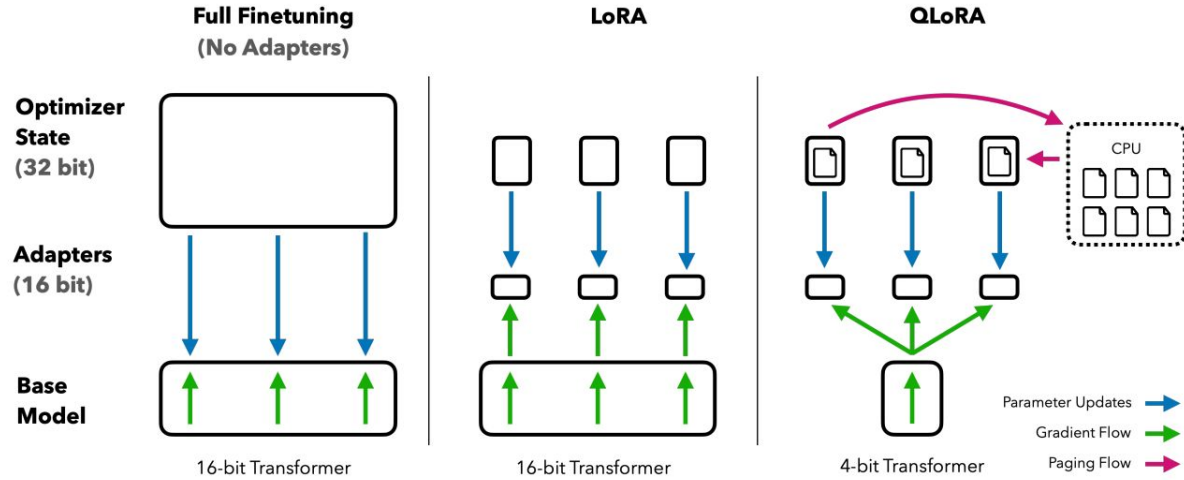 Full Finetuning
(No Adapters)
LoRA
QLoRA
Optimizer
State
(32 bit)
CPU
Adapters
(16 bit)
Base
Model
Parameter Updates
Gradient Flow
Paging Flow
16-bit Transformer
16-bit Transformer
4-bit Transformer